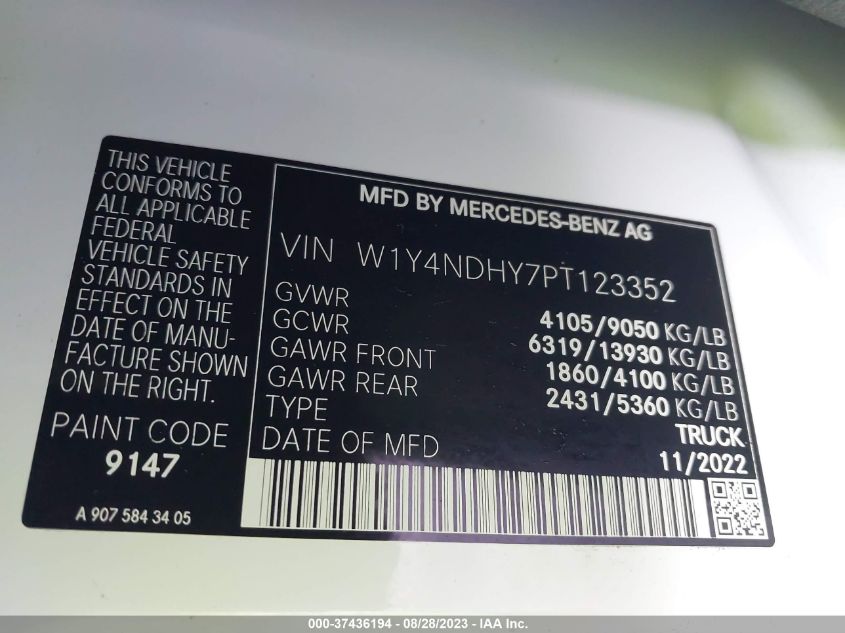 THIS VEHICLE
CONFORMS TO
ALL APPLICABLE
FEDERAL
VEHICLE SAFETY
STANDARDS IN
EFFECT ON THE
DATE OF MANU-
FACTURE SHOWN
ON THE RIGHT.
PAINT CODE
9147
A 907 584 34 05
MFD BY MERCEDES-BENZ AG
VIN W1Y4NDHY7PT123352
GVWR 4105/9050 KG/LB
GCWR 6319/13930 KG/LB
GAWR FRONT 1860/4100 KG/LB
GAWR REAR 2431/5360 KG/LB
TYPE TRUCK
DATE OF MFD 11/2022
000-37436194 - 08/28/2023 - IAA Inc.